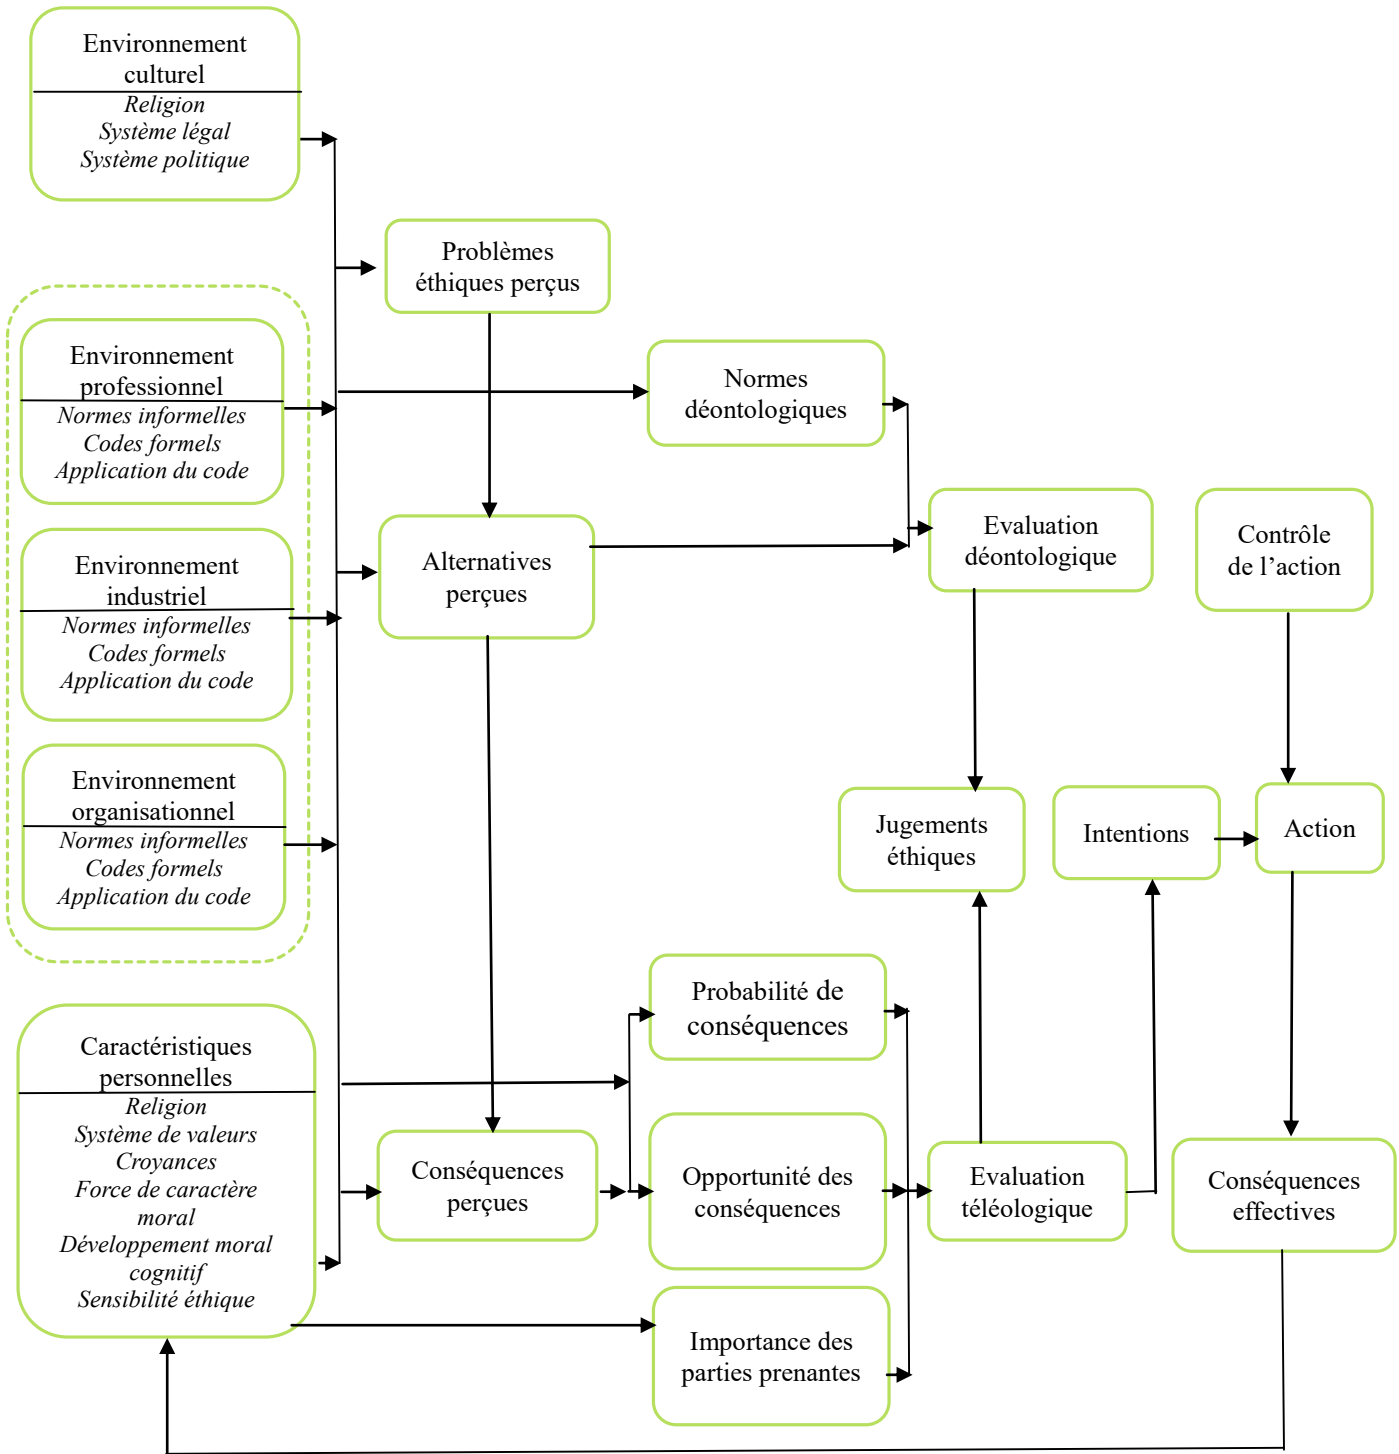 Environnement
culturel
Religion
Système légal
Système politique
Problèmes
éthiques perçus
Environnement
professionnel
Normes informelles
Codes formels
Application du code
Normes
déontologiques
Environnement
industriel
Normes informelles
Codes formels
Application du code
Alternatives
perçues
Evaluation
déontologique
Contrôle
de l’action
Environnement
organisationnel
Normes informelles
Codes formels
Application du code
Jugements
éthiques
Intentions
Action
Caractéristiques
personnelles
Religion
Système de valeurs
Croyances
Force de caractère
moral
Développement moral
cognitif
Sensibilité éthique
Conséquences
perçues
Probabilité de
conséquences
Opportunité des
conséquences
Importance des
parties prenantes
Evaluation
téléologique
Conséquences
effectives